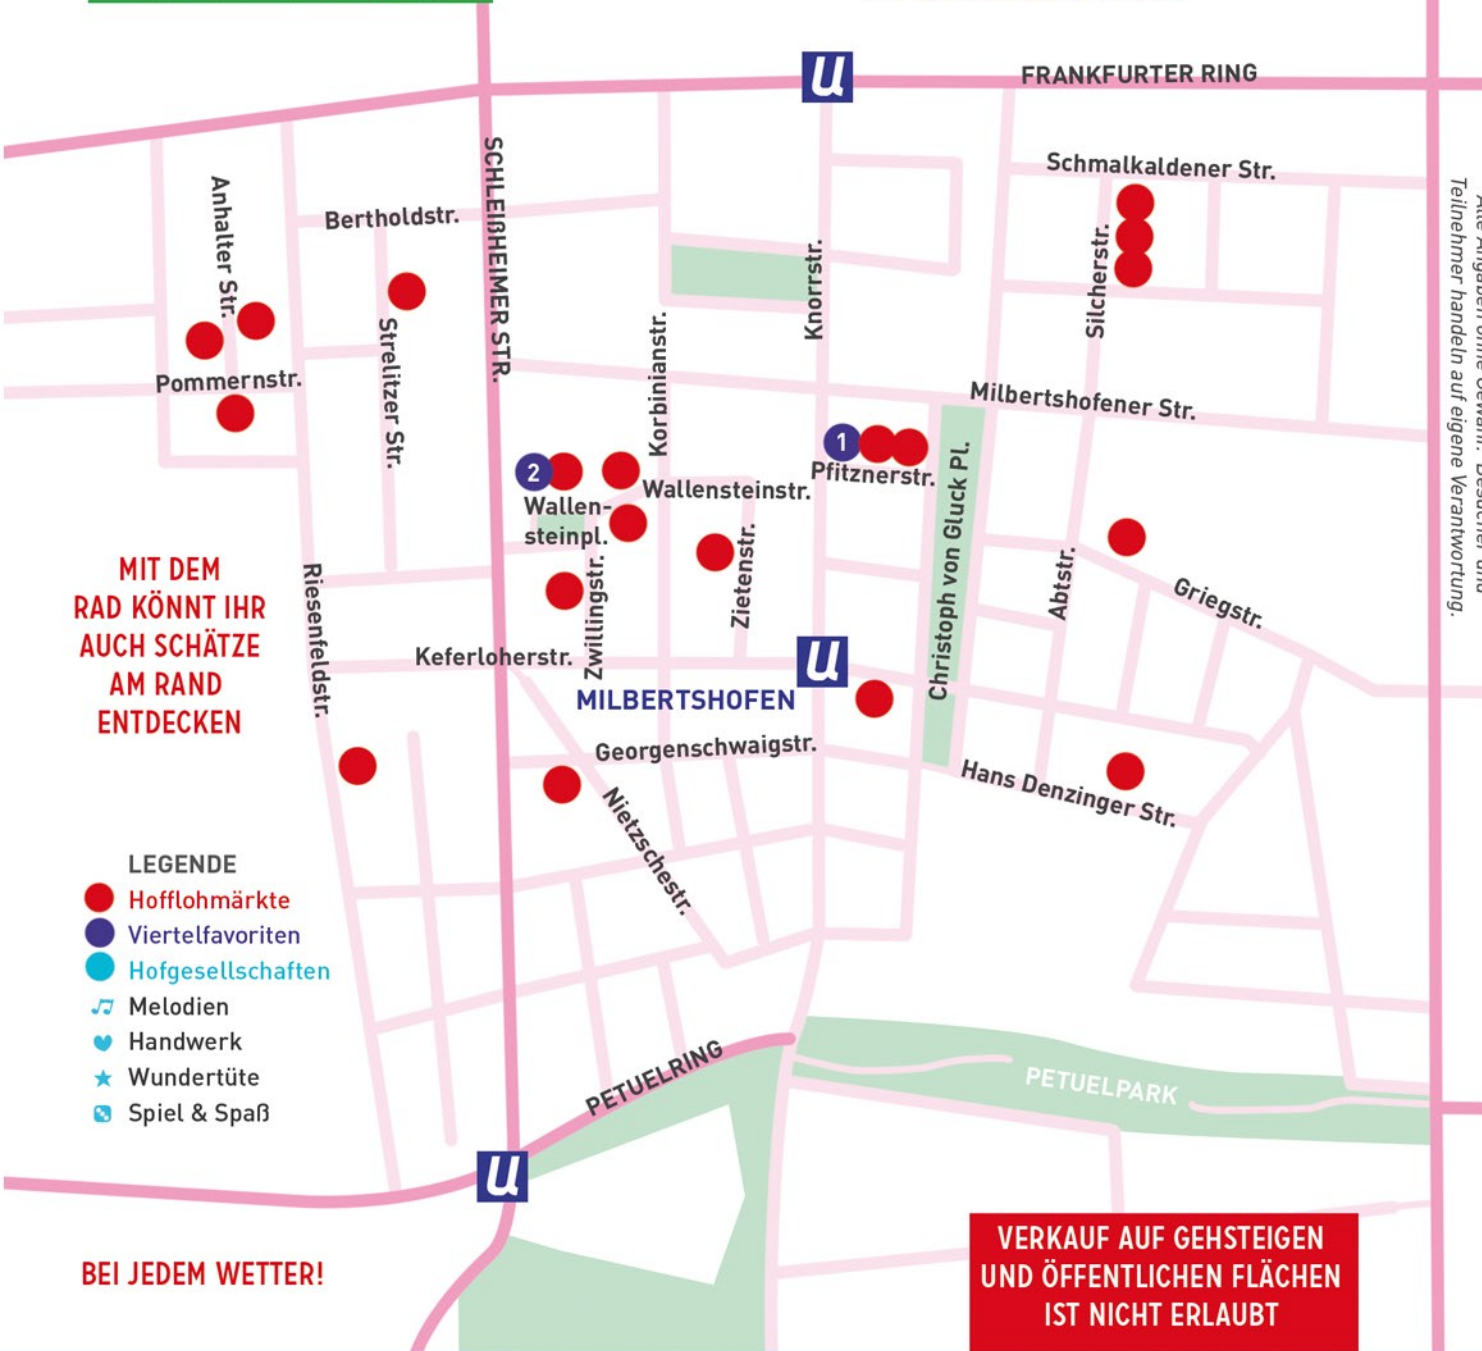 U
FRANKFURTER RING
SCHLEIẞHEIMER STR.
Schmalkaldener Str.
Anhalter Str.
Bertholdstr.
Silcherstr.
Knorrstr.
Korbinianstr.
Strelitzer Str.
Pommernstr.
Milbertshofener Str.
1
Pfitznerstr.
2
Wallen-
steinpl.
Wallensteinstr.
Christoph von Gluck Pl.
Zwillingstr.
Zietenstr.
Abtstr.
Griegstr.
Riesenfeldstr.
MIT DEM
RAD KÖNNT IHR
AUCH SCHÄTZE
AM RAND
ENTDECKEN
Keferloherstr.
U
MILBERTSHOFEN
Georgenschwaigstr.
Hans Denzinger Str.
Nietzschestr.
LEGENDE
Hofflohmärkte
Viertelfavoriten
Hofgesellschaften
Melodien
Handwerk
Wundertüte
Spiel & Spaß
PETUELRING
PETUELPARK
U
BEI JEDEM WETTER!
VERKAUF AUF GEHSTEIGEN
UND ÖFFENTLICHEN FLÄCHEN
IST NICHT ERLAUBT
Teilnehmer handeln auf eigene Verantwortung.